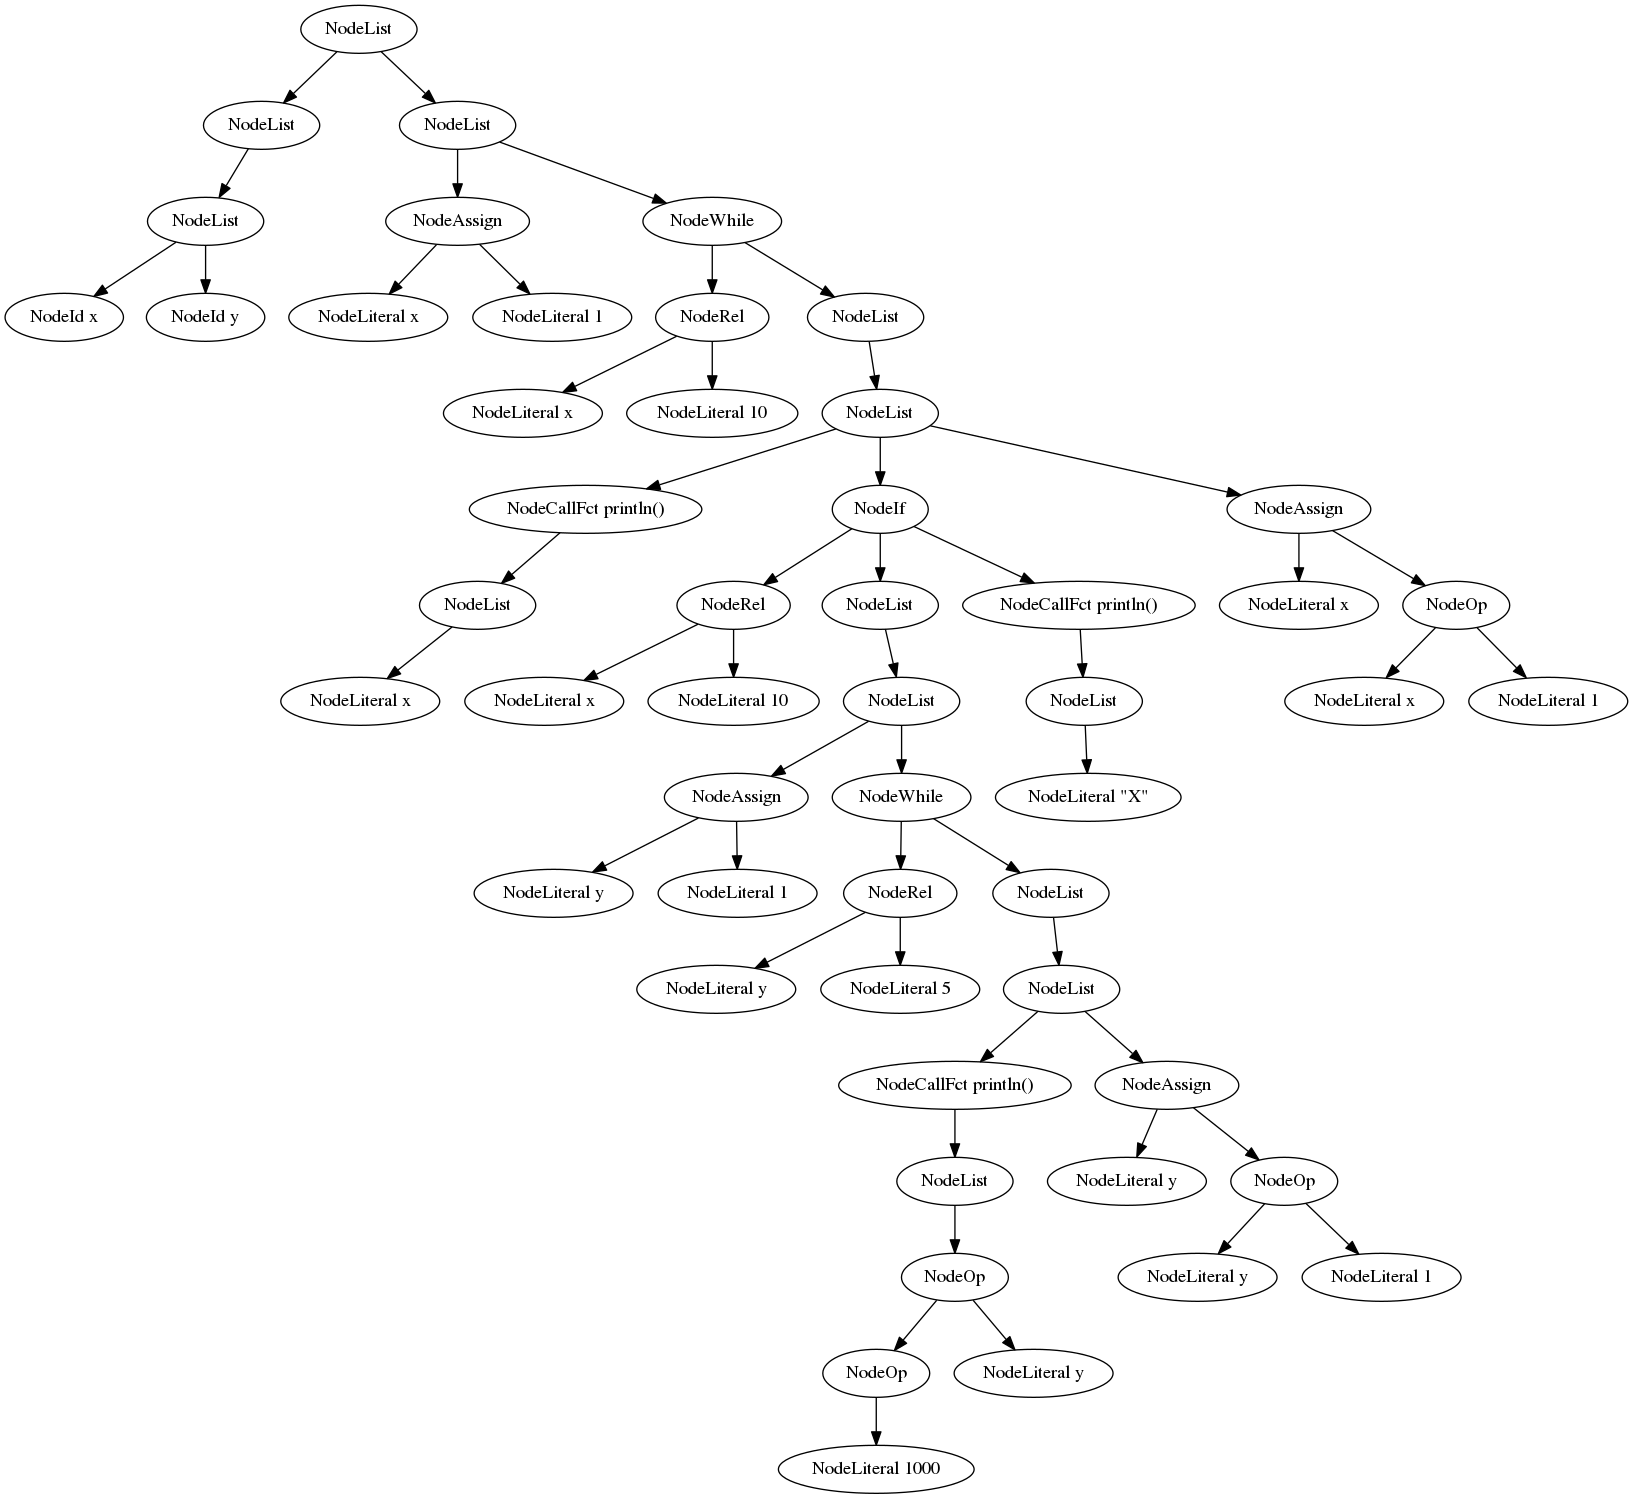 NodeList
NodeList
NodeList
NodeList
NodeAssign
NodeWhile
NodeId x
NodeId y
NodeLiteral x
NodeLiteral 1
NodeRel
NodeList
NodeLiteral x
NodeLiteral 10
NodeList
NodeCallFct println()
NodeIf
NodeAssign
NodeList
NodeRel
NodeList
NodeCallFct println()
NodeLiteral x
NodeOp
NodeLiteral x
NodeLiteral x
NodeLiteral 10
NodeList
NodeList
NodeLiteral x
NodeLiteral 1
NodeAssign
NodeWhile
NodeLiteral "X"
NodeLiteral y
NodeLiteral 1
NodeRel
NodeList
NodeLiteral y
NodeLiteral 5
NodeList
NodeCallFct println()
NodeAssign
NodeList
NodeLiteral y
NodeOp
NodeOp
NodeLiteral y
NodeLiteral 1
NodeOp
NodeLiteral y
NodeLiteral 1000